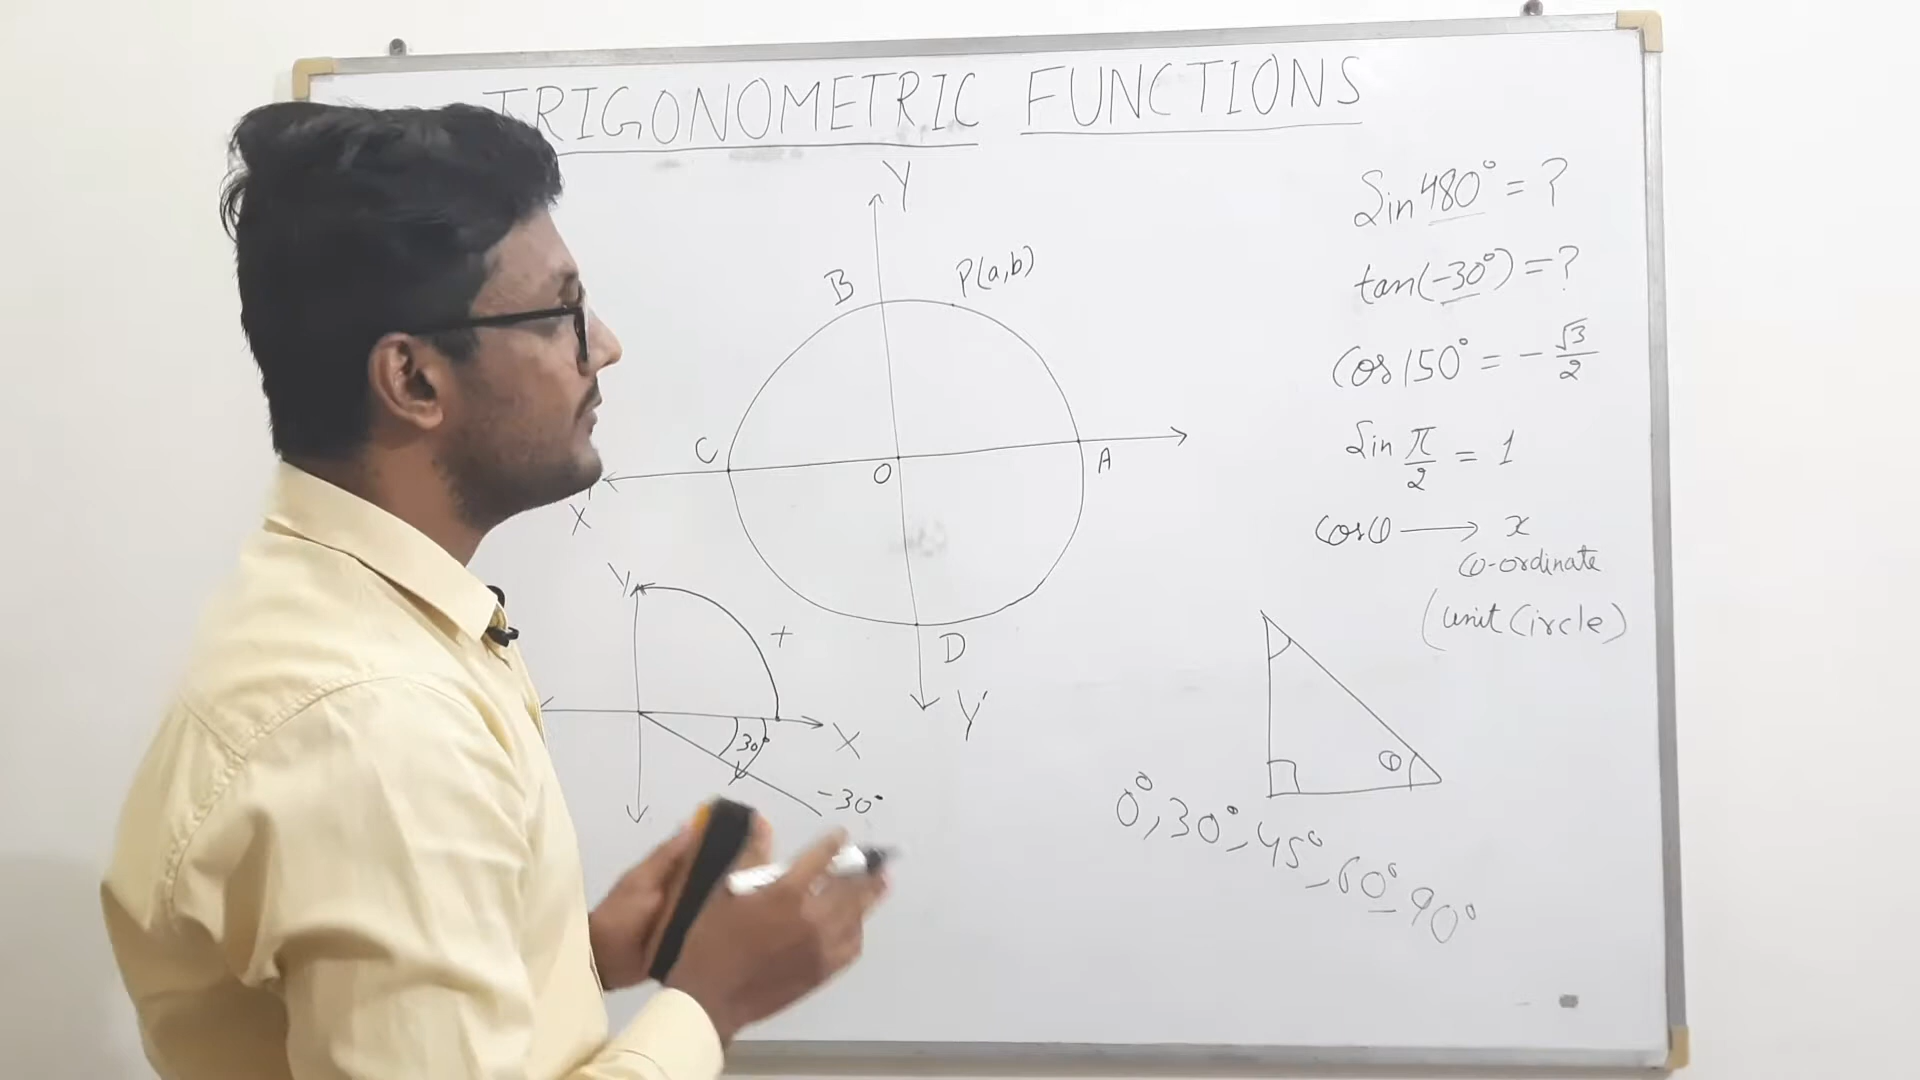 TRIGONOMETRIC FUNCTIONS
Y
B
P(a,b)
C
O
A
X
D
Y
Y
+
30°
X
-30°
Sin 480° = ?
tan(-30°) = ?
Cos 150° = - √3/2
Sin π/2 = 1
Cosθ → x
Co-ordinate
(unit Circle)
θ
0°, 30°, 45°, 60°, 90°